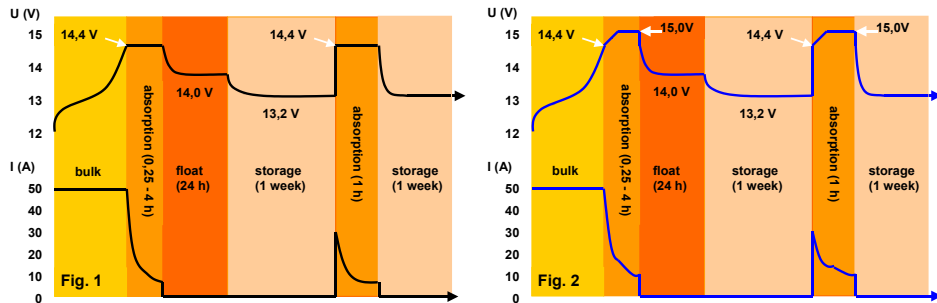 U (V)
15
14
13
12
14,4 V
14,0 V
13,2 V
14,4 V
I (A)
50
40
30
20
10
0
bulk
absorption (0,25 - 4 h)
float
(24 h)
storage
(1 week)
absorption (1 h)
storage
(1 week)
Fig. 1
U (V)
15
14
13
12
14,4 V
15,0V
14,0 V
13,2 V
14,4 V
15,0V
I (A)
50
40
30
20
10
0
bulk
absorption (0,25 - 4 h)
float
(24 h)
storage
(1 week)
absorption (1 h)
storage
(1 week)
Fig. 2